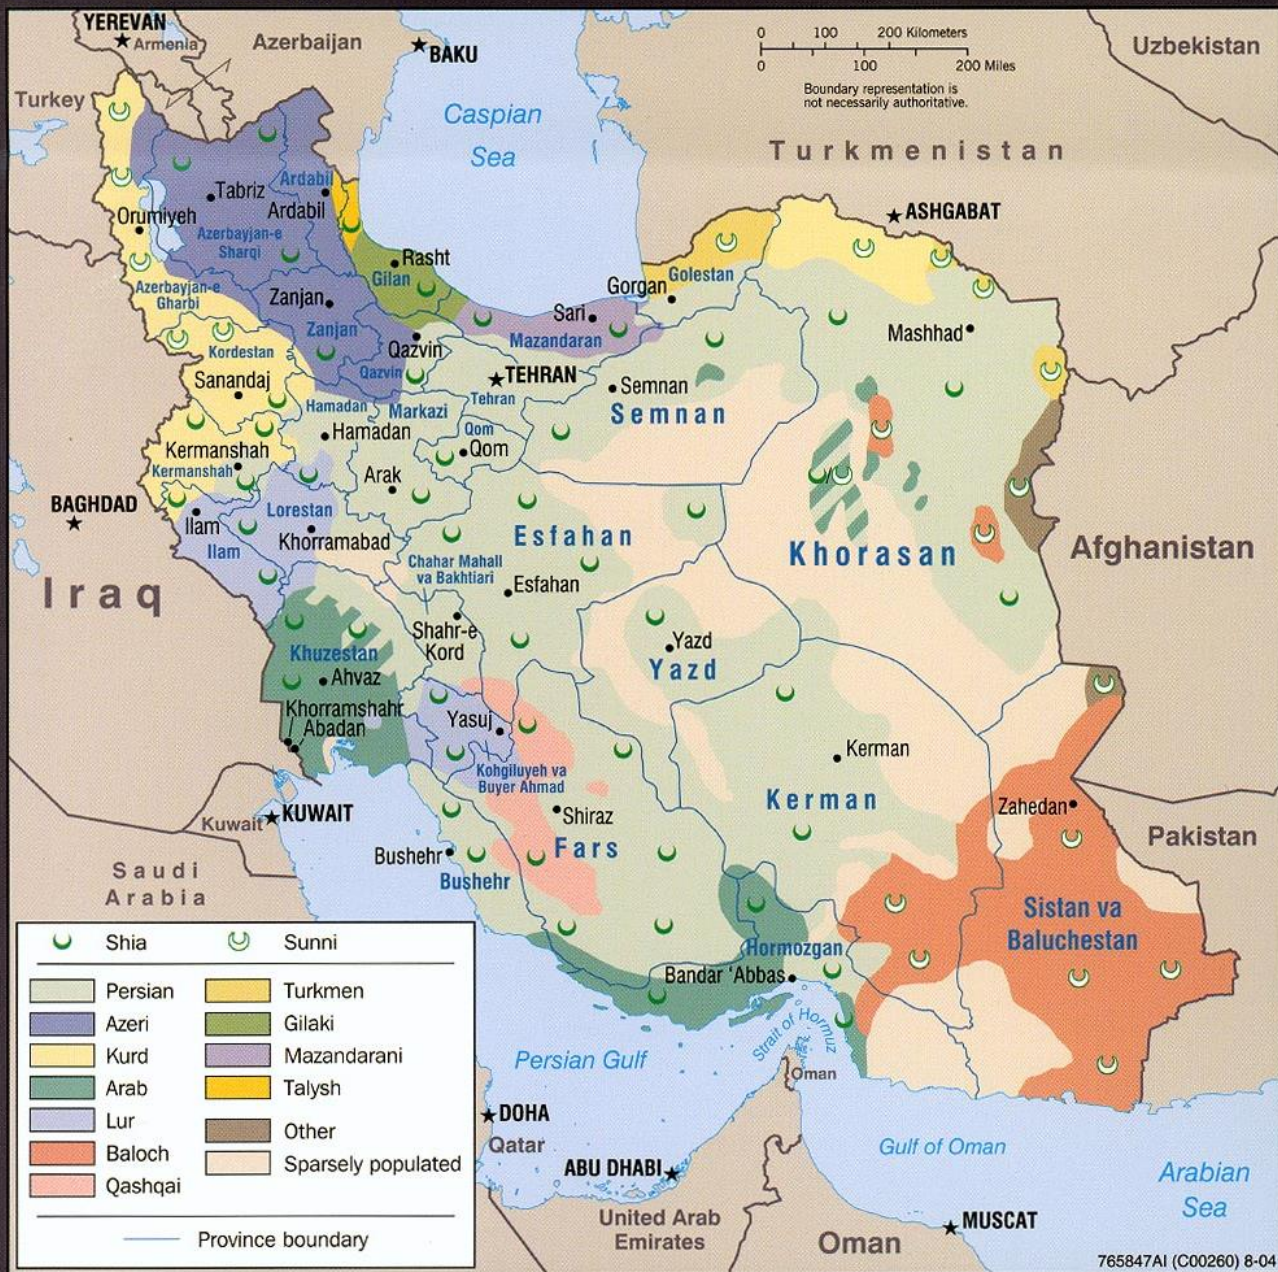 YEREVAN
Armenia
Azerbaijan
BAKU
0 100 200 Kilometers
0 100 200 Miles
Boundary representation is
not necessarily authoritative.
Uzbekistan
Turkey
Caspian
Sea
Turkmenistan
Tabriz
Ardabil
Ardabil
Orumiyeh
Azerbayjan-e
Sharqi
ASHGABAT
Rasht
Gilan
Golestan
Gorgan
Azerbayjan-e
Gharbi
Zanjan
Zanjan
Sari
Mazandaran
Mashhad
Kordestan
Qazvin
Qazvin
Sanandaj
TEHRAN
Tehran
Semnan
Semnan
Hamadan
Markazi
Hamadan
Qom
Qom
Kermanshah
Kermanshah
Arak
BAGHDAD
Ilam
Ilam
Lorestan
Khorramabad
Esfahan
Khorasan
Afghanistan
Iraq
Chahar Mahall
va Bakhtiari
Esfahan
Shahr-e
Kord
Yazd
Yazd
Khuzestan
Ahvaz
Khorramshahr
Abadan
Yasuj
Kohgiluyeh va
Buyer Ahmad
Kerman
Kerman
Zahedan
KUWAIT
Kuwait
Shiraz
Fars
Pakistan
Saudi
Arabia
Bushehr
Bushehr
Sistan va
Baluchestan
Hormozgan
Bandar 'Abbas
Strait of Hormuz
Persian Gulf
Oman
DOHA
Qatar
ABU DHABI
Gulf of Oman
Arabian
Sea
United Arab
Emirates
Oman
MUSCAT
Shia
Sunni
Persian
Turkmen
Azeri
Gilaki
Kurd
Mazandarani
Arab
Talysh
Lur
Other
Baloch
Sparsely populated
Qashqai
Province boundary
765847AI (C00260) 8-04